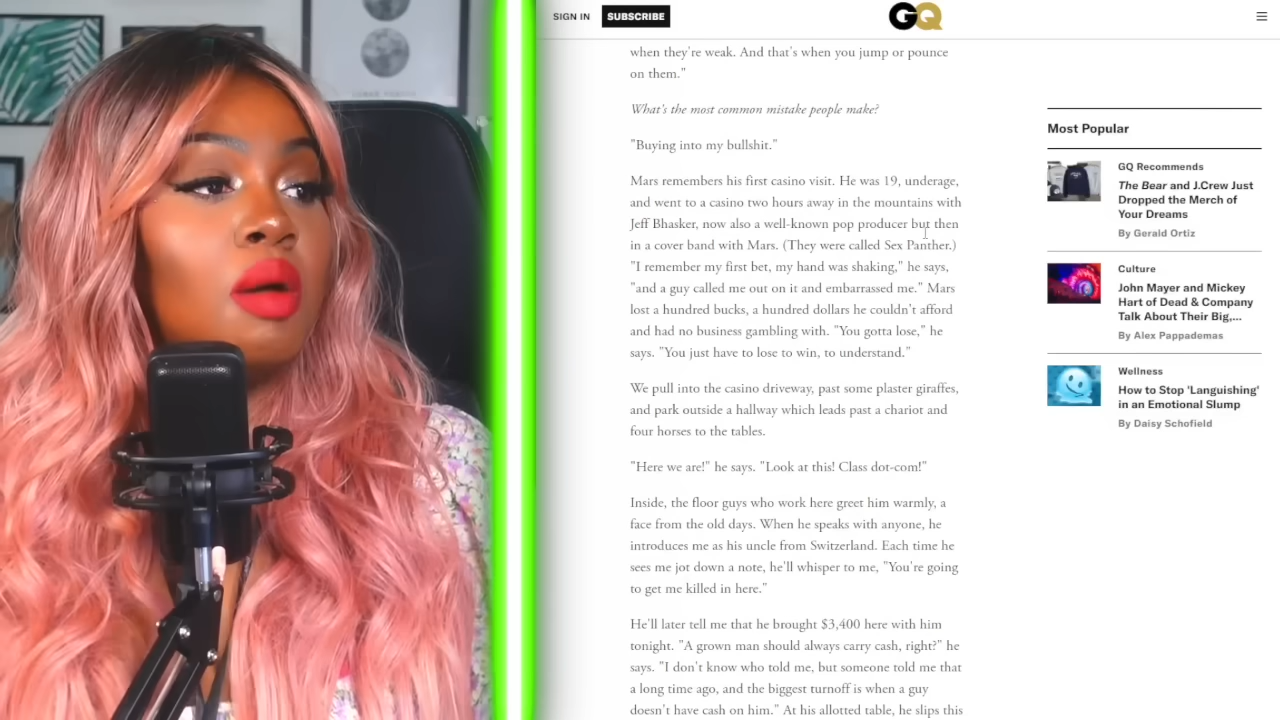 SIGN IN
SUBSCRIBE
GQ
when they're weak. And that's when you jump or pounce
on them."
What's the most common mistake people make?
"Buying into my bullshit."
Mars remembers his first casino visit. He was 19, underage,
and went to a casino two hours away in the mountains with
Jeff Bhasker, now also a well-known pop producer but then
in a cover band with Mars. (They were called Sex Panther.)
"I remember my first bet, my hand was shaking," he says,
"and a guy called me out on it and embarrassed me." Mars
lost a hundred bucks, a hundred dollars he couldn't afford
and had no business gambling with. "You gotta lose," he
says. "You just have to lose to win, to understand."
We pull into the casino driveway, past some plaster giraffes,
and park outside a hallway which leads past a chariot and
four horses to the tables.
"Here we are!" he says. "Look at this! Class dot-com!"
Inside, the floor guys who work here greet him warmly, a
face from the old days. When he speaks with anyone, he
introduces me as his uncle from Switzerland. Each time he
sees me jot down a note, he'll whisper to me, "You're going
to get me killed in here."
He'll later tell me that he brought $3,400 here with him
tonight. "A grown man should always carry cash, right?" he
says. "I don't know who told me, but someone told me that
a long time ago, and the biggest turnoff is when a guy
doesn't have cash on him." At his allotted table, he slips this
Most Popular
GQ Recommends
The Bear and J.Crew Just
Dropped the Merch of
Your Dreams
By Gerald Ortiz
Culture
John Mayer and Mickey
Hart of Dead & Company
Talk About Their Big,...
By Alex Pappademas
Wellness
How to Stop 'Languishing'
in an Emotional Slump
By Daisy Schofield